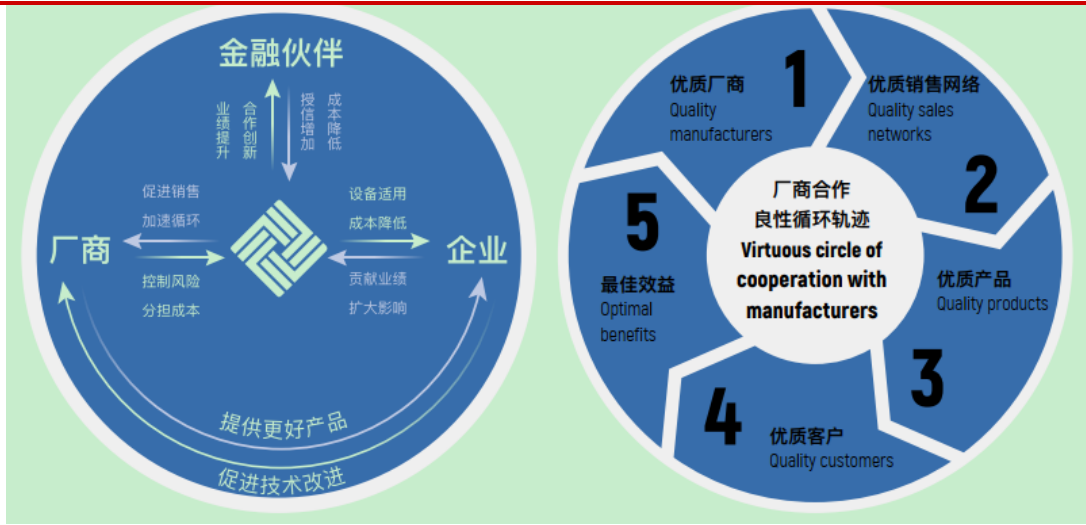 金融伙伴
业绩提升
合作创新
授信增加
成本降低
促进销售
加速循环
厂商
控制风险
分担成本
设备适用
成本降低
企业
贡献业绩
扩大影响
提供更好产品
促进技术改进
1
优质厂商
Quality
manufacturers
优质销售网络
Quality sales
networks
2
优质产品
Quality products
3
4
优质客户
Quality customers
5
最佳效益
Optimal
benefits
厂商合作
良性循环轨迹
Virtuous circle of
cooperation with
manufacturers